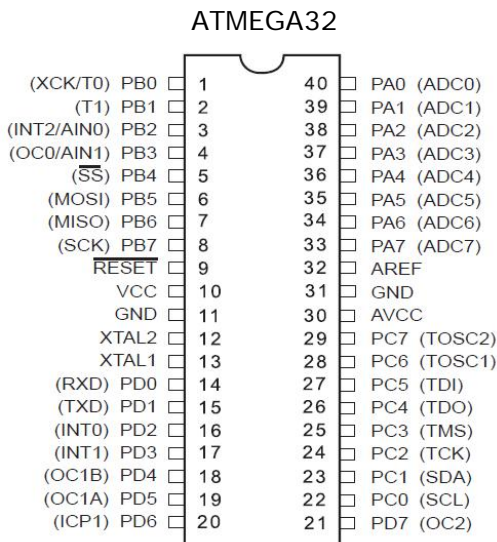 ATMEGA32
(XCK/T0) PB0 1 40 PA0 (ADC0)
(T1) PB1 2 39 PA1 (ADC1)
(INT2/AIN0) PB2 3 38 PA2 (ADC2)
(OC0/AIN1) PB3 4 37 PA3 (ADC3)
(SS) PB4 5 36 PA4 (ADC4)
(MOSI) PB5 6 35 PA5 (ADC5)
(MISO) PB6 7 34 PA6 (ADC6)
(SCK) PB7 8 33 PA7 (ADC7)
RESET 9 32 AREF
VCC 10 31 GND
GND 11 30 AVCC
XTAL2 12 29 PC7 (TOSC2)
XTAL1 13 28 PC6 (TOSC1)
(RXD) PD0 14 27 PC5 (TDI)
(TXD) PD1 15 26 PC4 (TDO)
(INT0) PD2 16 25 PC3 (TMS)
(INT1) PD3 17 24 PC2 (TCK)
(OC1B) PD4 18 23 PC1 (SDA)
(OC1A) PD5 19 22 PC0 (SCL)
(ICP1) PD6 20 21 PD7 (OC2)